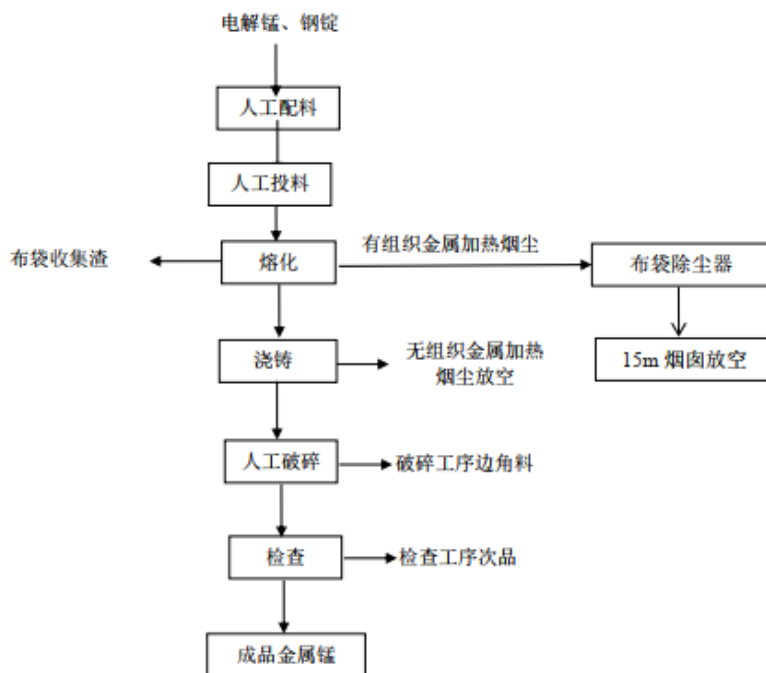 电解锰、钢锭
人工配料
人工投料
有组织金属加热烟尘
布袋收集渣
熔化
布袋除尘器
浇铸
无组织金属加热
烟尘放空
15m 烟囱放空
人工破碎
破碎工序边角料
检查
检查工序次品
成品金属锰